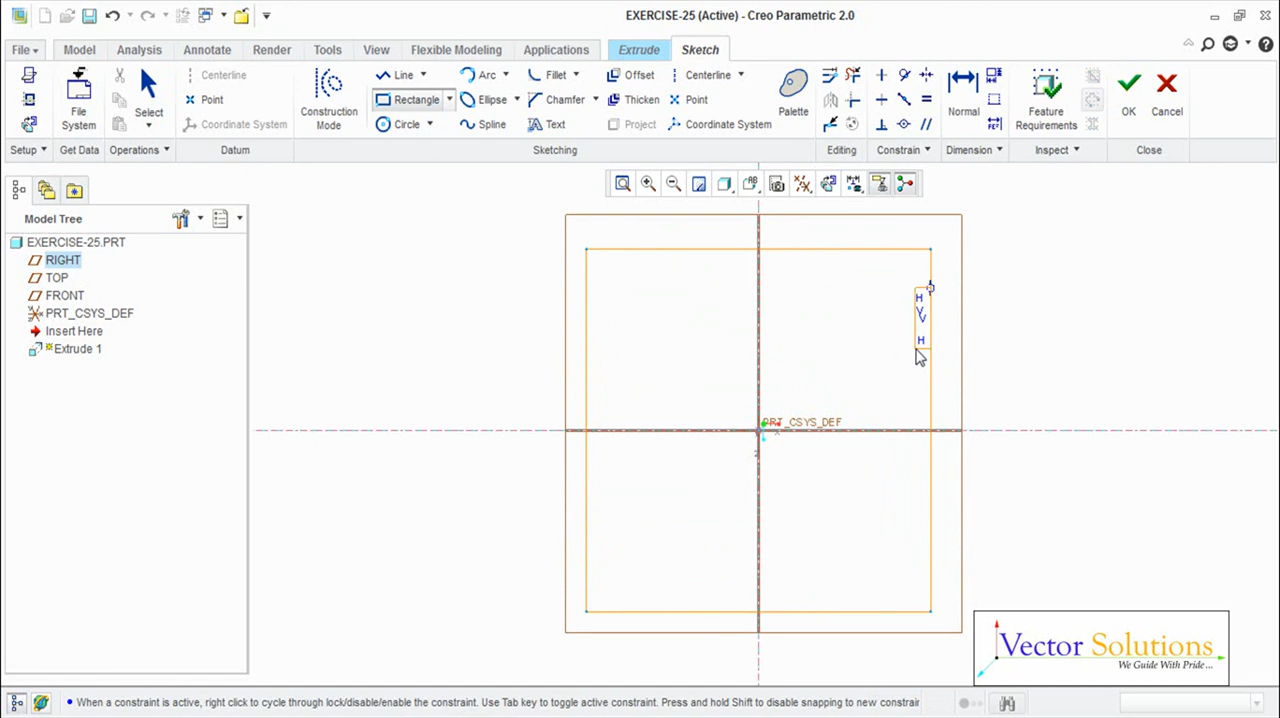 EXERCISE-25 (Active) - Creo Parametric 2.0
File Model Analysis Annotate Render Tools View Flexible Modeling Applications Extrude Sketch
Centerline Line Arc Fillet Offset Centerline
Point Rectangle Ellipse Chamfer Thicken Point
Coordinate System Circle Spline Text Project Coordinate System
File System
Select
Construction Mode
Palette
Normal
Feature Requirements
OK
Cancel
Setup Get Data Operations Datum Sketching Editing Constrain Dimension Inspect Close
Model Tree
EXERCISE-25.PRT
RIGHT
TOP
FRONT
PRT_CSYS_DEF
Insert Here
Extrude 1
H
V
V
H
PRT_CSYS_DEF
X
Vector Solutions
We Guide With Pride...
When a constraint is active, right click to cycle through lock/disable/enable the constraint. Use Tab key to toggle active constraint. Press and hold Shift to disable snapping to new constrair